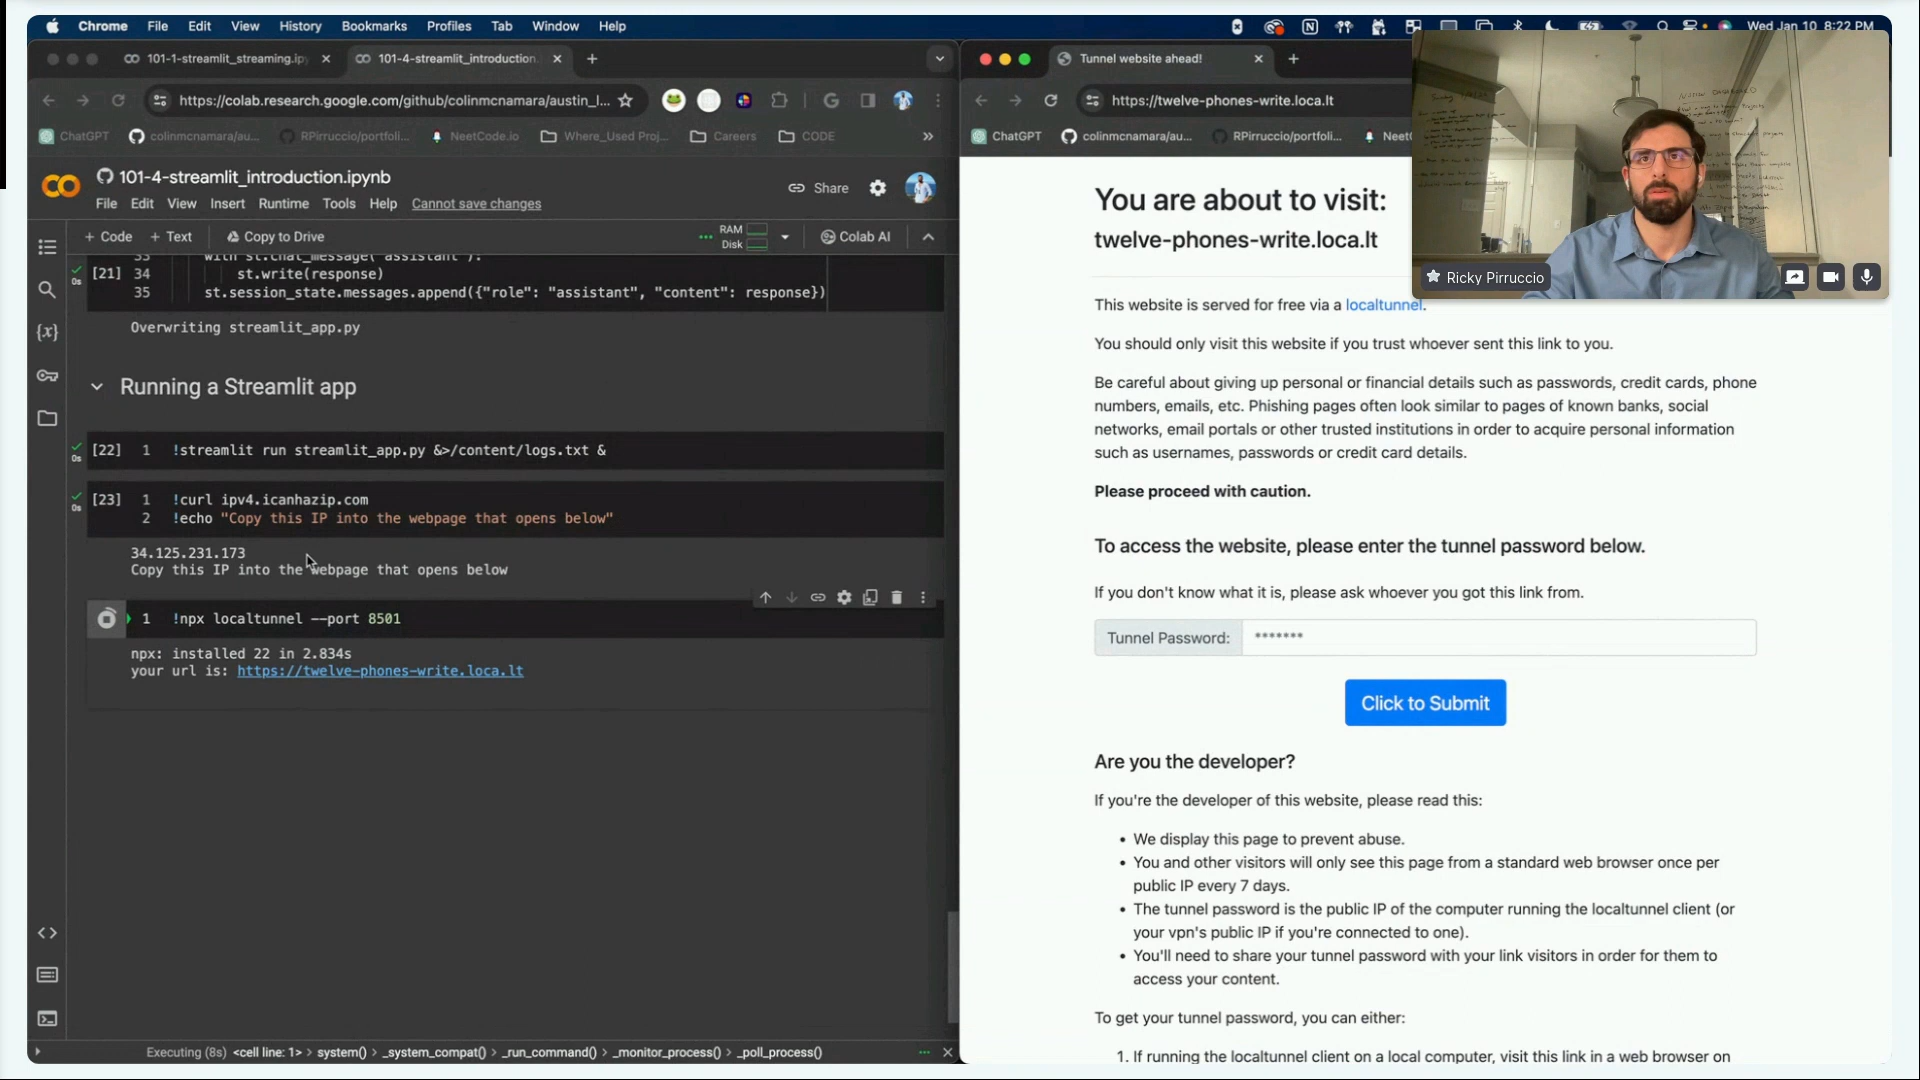 Chrome File Edit View History Bookmarks Profiles Tab Window Help
Wed Jan 10 8:22 PM
101-1-streamlit_streaming.ip
101-4-streamlit_introduction.
https://colab.research.google.com/github/colinmcnamara/austin_l...
ChatGPT colinmcnamara/au... RPirruccio/portfoli... NeetCode.io Where_Used Proj... Careers CODE
101-4-streamlit_introduction.ipynb
Share
File Edit View Insert Runtime Tools Help Cannot save changes
+ Code + Text Copy to Drive
RAM
Disk
Colab AI
33 with st.chat_message("assistant"):
[21] 34 st.write(response)
0s
35 st.session_state.messages.append({"role": "assistant", "content": response})
Overwriting streamlit_app.py
Running a Streamlit app
[22] 1 !streamlit run streamlit_app.py &>/content/logs.txt &
0s
[23] 1 !curl ipv4.icanhazip.com
0s
2 !echo "Copy this IP into the webpage that opens below"
34.125.231.173
Copy this IP into the webpage that opens below
1 !npx localtunnel --port 8501
npx: installed 22 in 2.834s
your url is: https://twelve-phones-write.loca.lt
Executing (8s) <cell line: 1> > system() > _system_compat() > _run_command() > _monitor_process() > _poll_process()
Tunnel website ahead!
https://twelve-phones-write.loca.lt
ChatGPT colinmcnamara/au... RPirruccio/portfoli... NeetC
Ricky Pirruccio
You are about to visit:
twelve-phones-write.loca.lt
This website is served for free via a localtunnel.
You should only visit this website if you trust whoever sent this link to you.
Be careful about giving up personal or financial details such as passwords, credit cards, phone
numbers, emails, etc. Phishing pages often look similar to pages of known banks, social
networks, email portals or other trusted institutions in order to acquire personal information
such as usernames, passwords or credit card details.
Please proceed with caution.
To access the website, please enter the tunnel password below.
If you don't know what it is, please ask whoever you got this link from.
Tunnel Password: *******
Click to Submit
Are you the developer?
If you're the developer of this website, please read this:
• We display this page to prevent abuse.
• You and other visitors will only see this page from a standard web browser once per
public IP every 7 days.
• The tunnel password is the public IP of the computer running the localtunnel client (or
your vpn's public IP if you're connected to one).
• You'll need to share your tunnel password with your link visitors in order for them to
access your content.
To get your tunnel password, you can either:
1. If running the localtunnel client on a local computer, visit this link in a web browser on